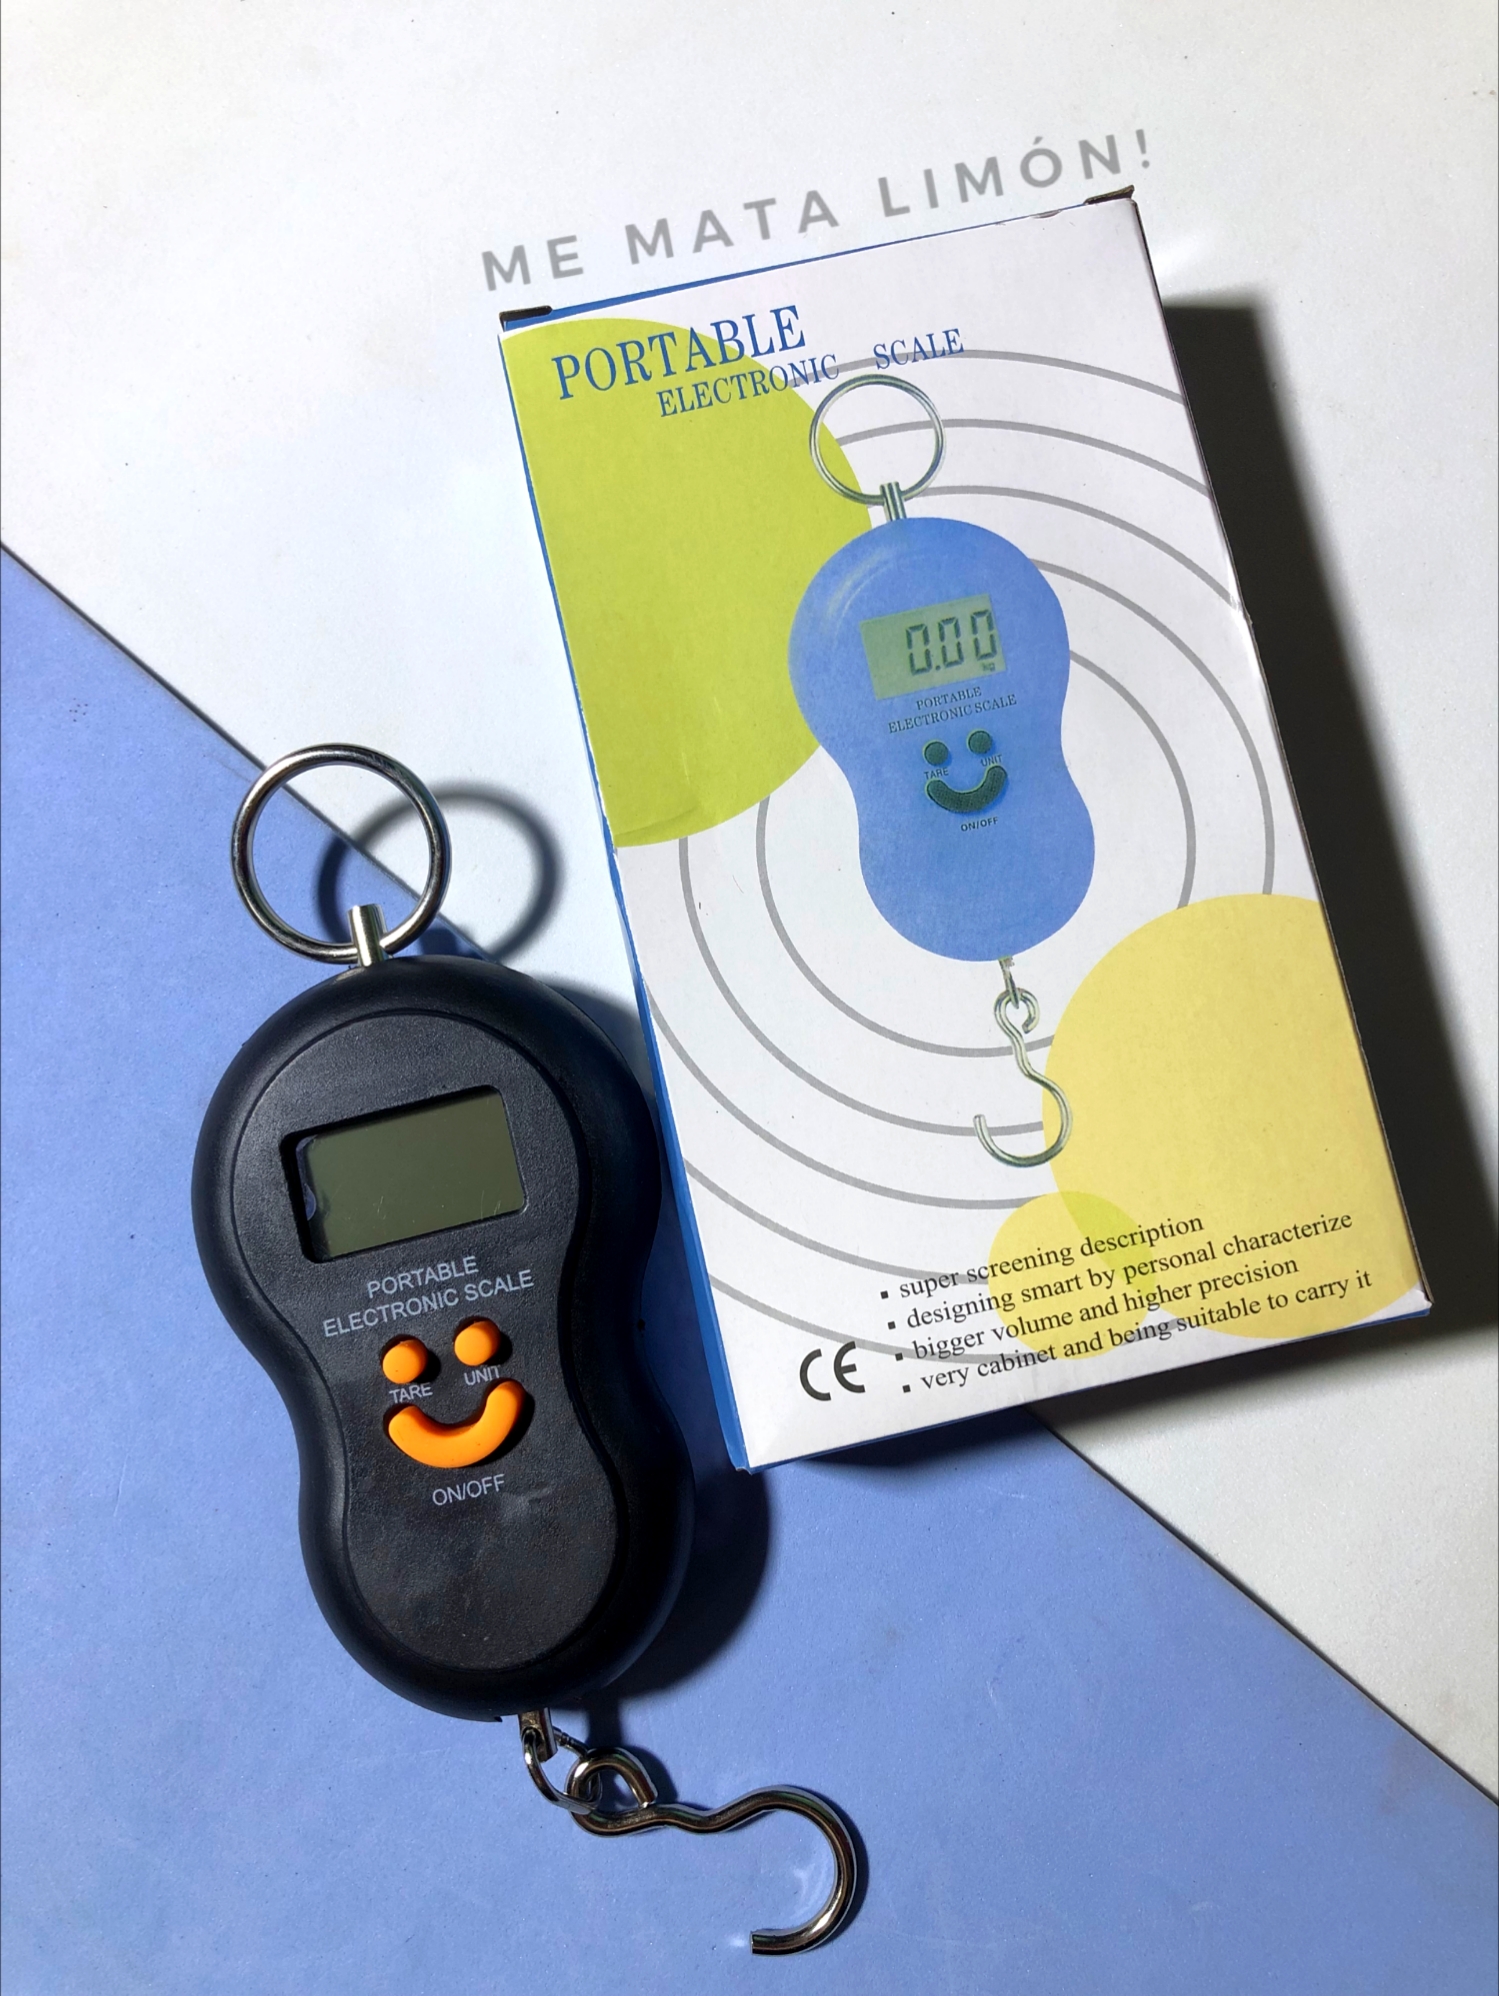 ME MATA LIMÓN!
PORTABLE
ELECTRONIC SCALE
0.00
kg
PORTABLE
ELECTRONIC SCALE
TARE UNIT
ON/OFF
▪ super screening description
▪ designing smart by personal characterize
▪ bigger volume and higher precision
▪ very cabinet and being suitable to carry it
CE
PORTABLE
ELECTRONIC SCALE
TARE UNIT
ON/OFF